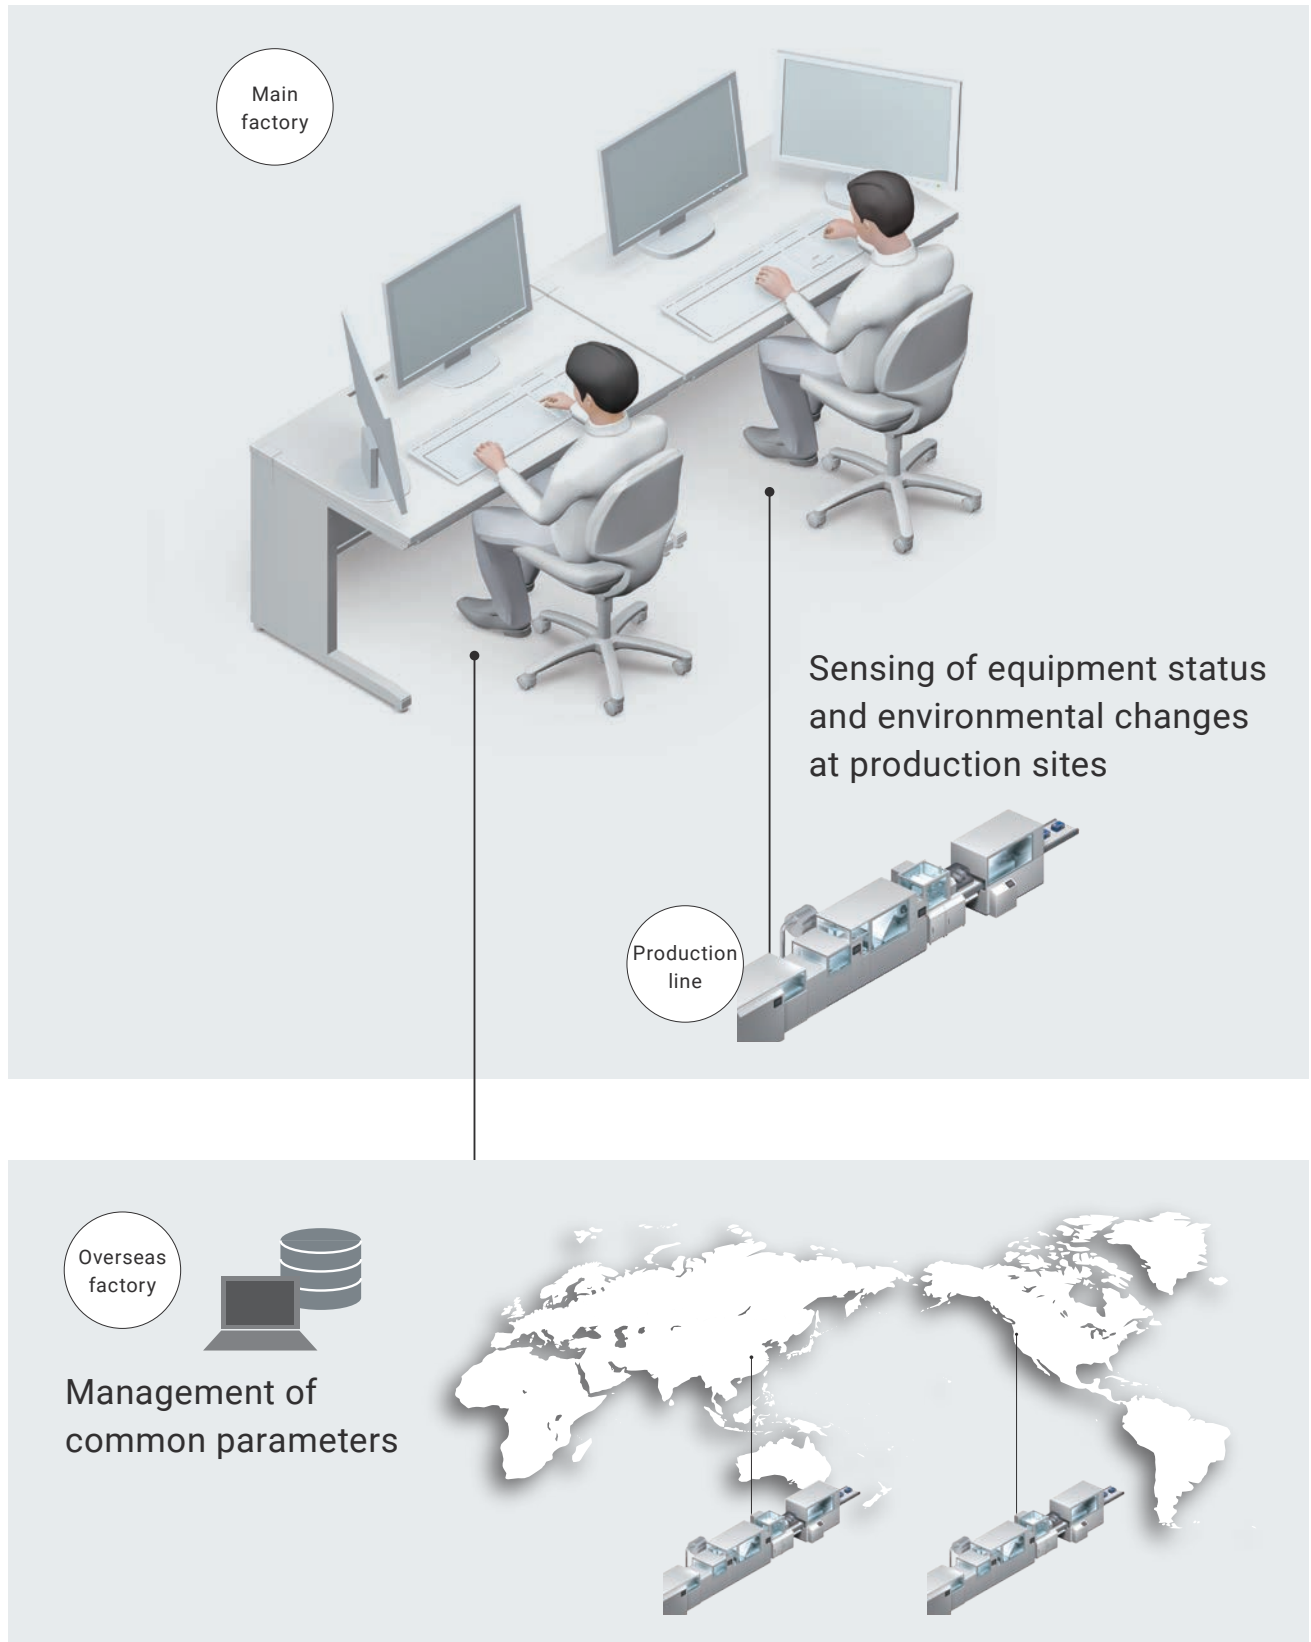 Main
factory
Sensing of equipment status
and environmental changes
at production sites
Production
line
Overseas
factory
Management of
common parameters